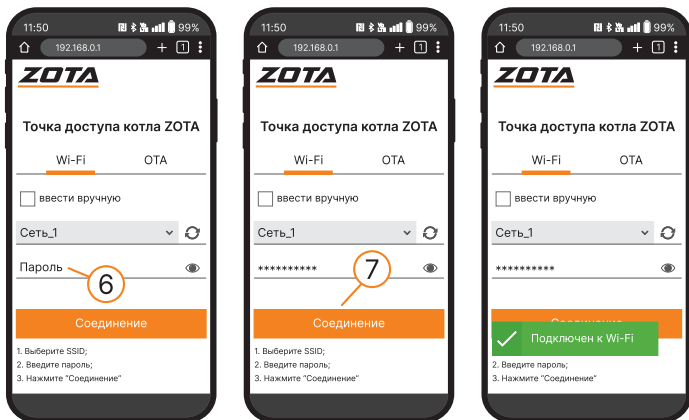 11:50 99%
192.168.0.1 + 1
ZOTA
Точка доступа котла ZOTA
Wi-Fi OTA
ввести вручную
Сеть_1
Пароль
6
Соединение
1. Выберите SSID;
2. Введите пароль;
3. Нажмите "Соединение"
11:50 99%
192.168.0.1 + 1
ZOTA
Точка доступа котла ZOTA
Wi-Fi OTA
ввести вручную
Сеть_1
**********
7
Соединение
1. Выберите SSID;
2. Введите пароль;
3. Нажмите "Соединение"
11:50 99%
192.168.0.1 + 1
ZOTA
Точка доступа котла ZOTA
Wi-Fi OTA
ввести вручную
Сеть_1
**********
Соединение
Подключен к Wi-Fi
2. Введите пароль;
3. Нажмите "Соединение"